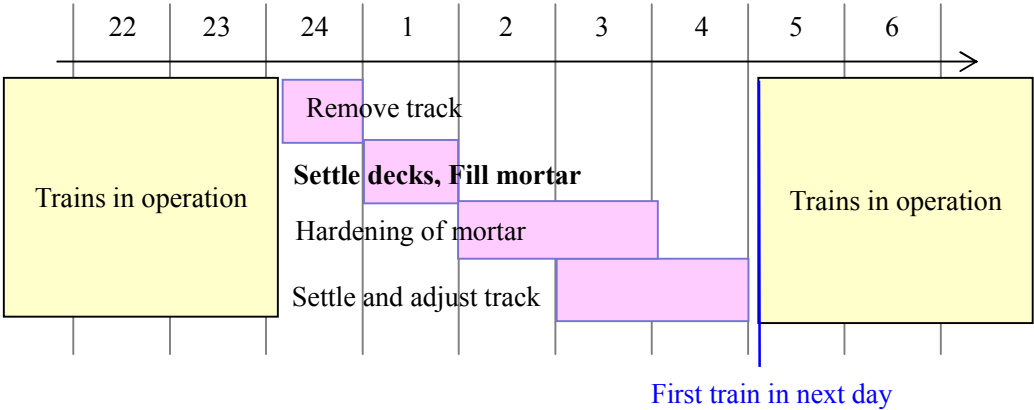 22 23 24 1 2 3 4 5 6
Remove track
Settle decks, Fill mortar
Trains in operation
Trains in operation
Hardening of mortar
Settle and adjust track
First train in next day